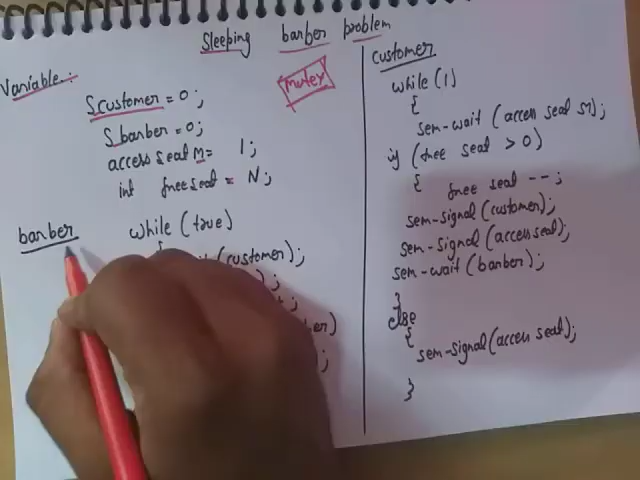 Sleeping barber problem
Variable:
mutex
Scustomer = 0;
S barber = 0;
access seat M = 1;
int free seat = N;
barber
while (true)
{
(customer);
);
;
er)
);
customer
while (1)
{
sem-wait (access seat M);
if (free seat > 0)
{ free seat --;
sem-signal (customer);
sem-signal (access seat);
sem-wait (barber);
}
else
{
sem-signal (access seat);
}